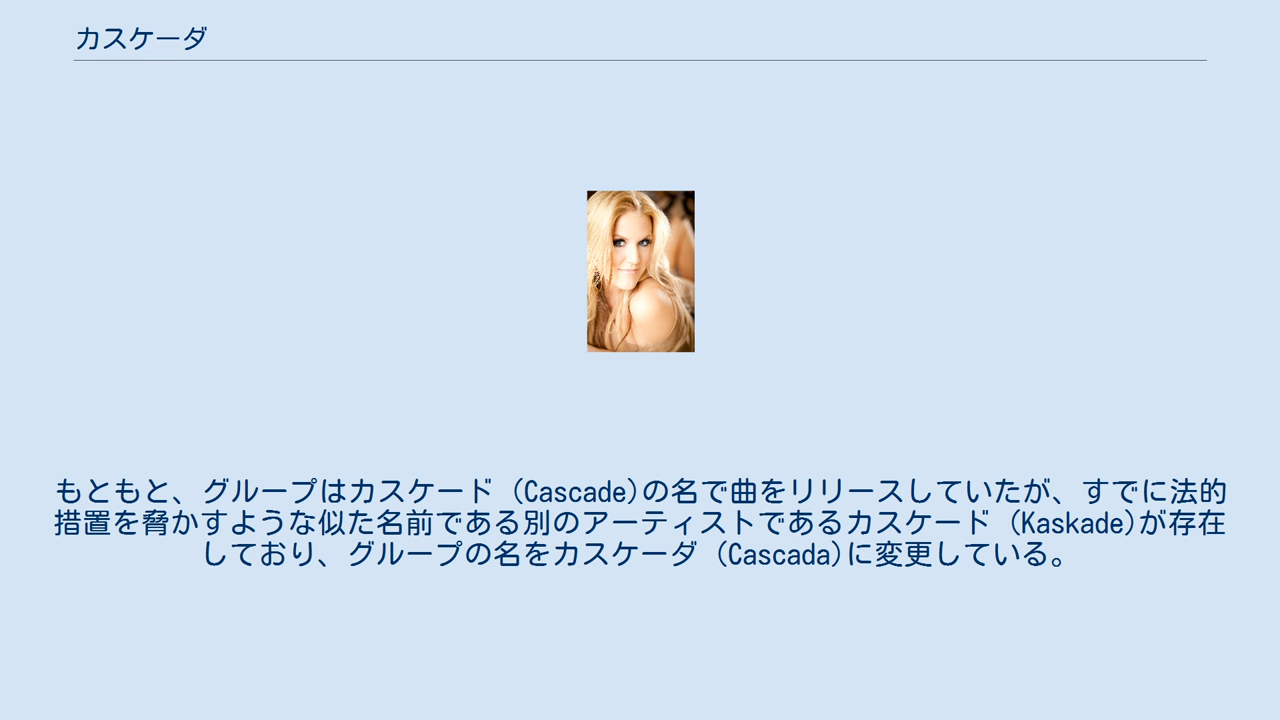 カスケーダ
もともと、グループはカスケード (Cascade)の名で曲をリリースしていたが、すでに法的
措置を脅かすような似た名前である別のアーティストであるカスケード (Kaskade)が存在
しており、グループの名をカスケーダ (Cascada)に変更している。